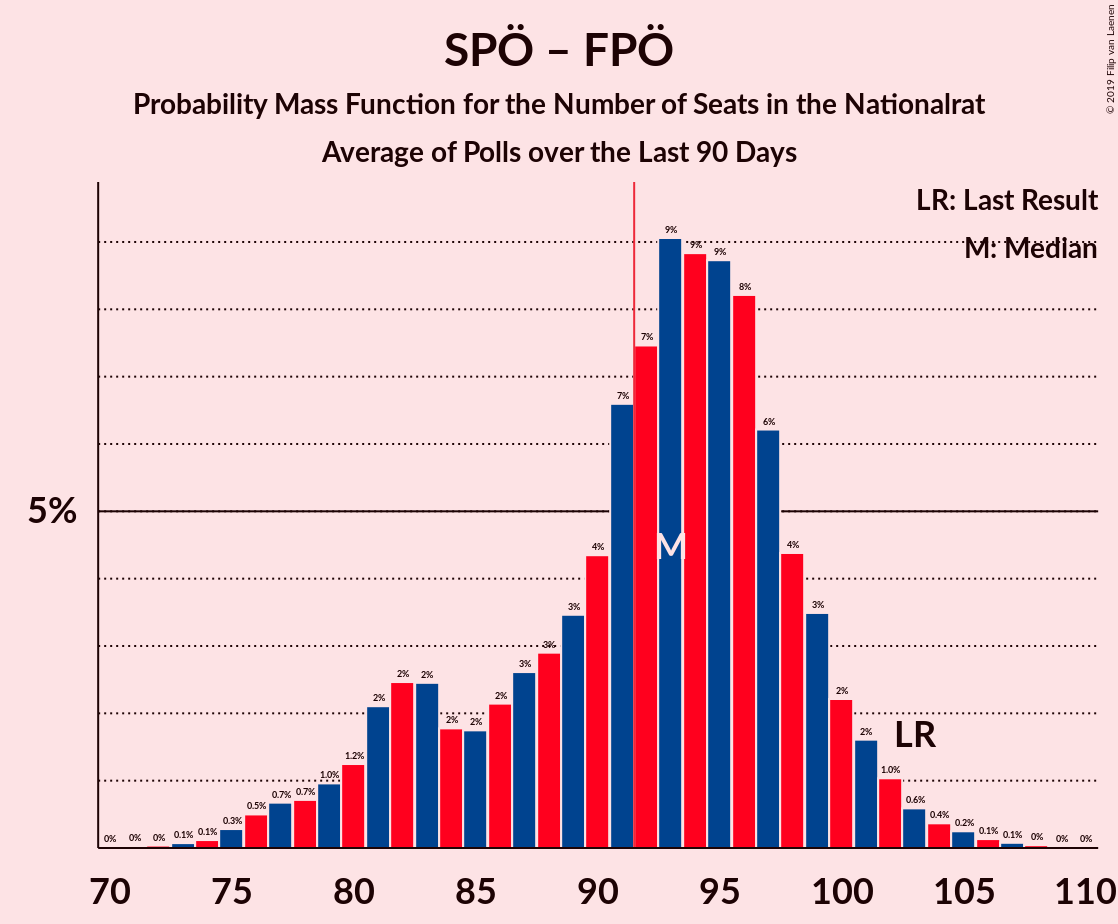 SPÖ – FPÖ
Probability Mass Function for the Number of Seats in the Nationalrat
Average of Polls over the Last 90 Days
© 2019 Filip van Laenen
LR: Last Result
M: Median
5%
0% 0% 0% 0.1% 0.1% 0.3% 0.5% 0.7% 0.7% 1.0% 1.2% 2% 2% 2% 2% 2% 2% 3% 3% 3% 4% 7% 7% 9% 9% 9% 8% 6% 4% 3% 2% 2% 1.0% 0.6% 0.4% 0.2% 0.1% 0.1% 0% 0% 0%
M
LR
70 75 80 85 90 95 100 105 110